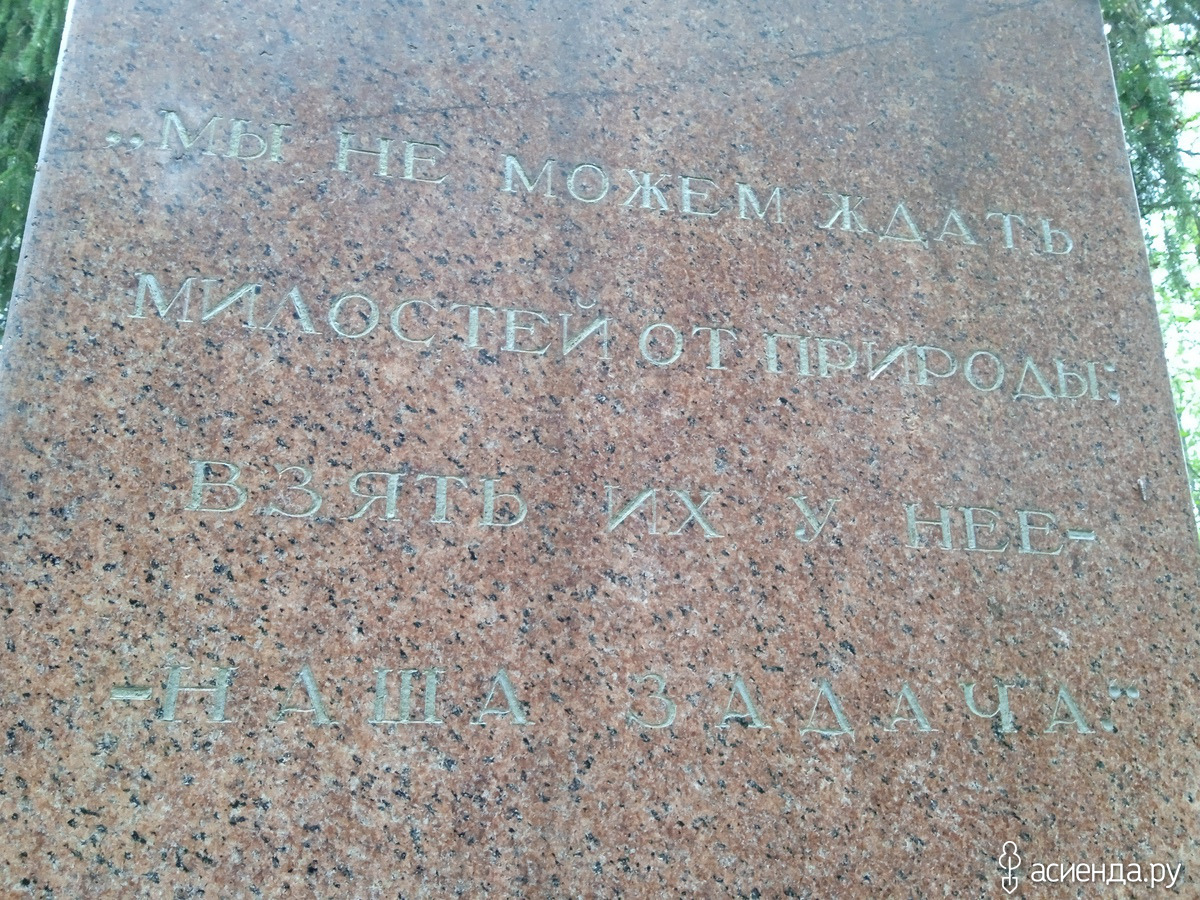 „МЫ НЕ МОЖЕМ ЖДАТЬ
МИЛОСТЕЙ ОТ ПРИРОДЫ;
ВЗЯТЬ ИХ У НЕЕ-
-НАША ЗАДАЧА."
асиенда.ру